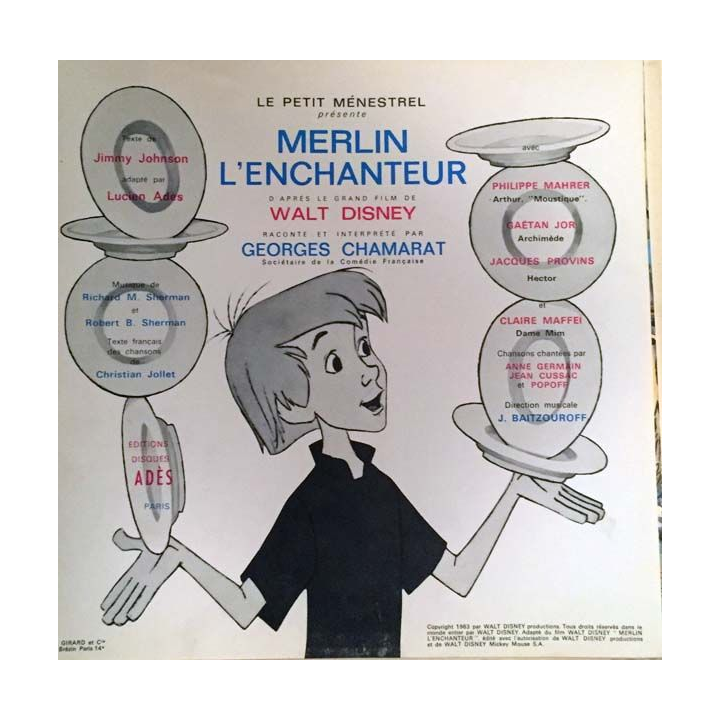 LE PETIT MÉNESTREL
présente
MERLIN
L'ENCHANTEUR
D'APRÈS LE GRAND FILM DE
WALT DISNEY
RACONTÉ ET INTERPRÉTÉ PAR
GEORGES CHAMARAT
Sociétaire de la Comédie Française
Texte de
Jimmy Johnson
adapté par
Lucien Adès
Musique de
Richard M. Sherman
et
Robert B. Sherman
Texte français
des chansons
de
Christian Jollet
EDITIONS
DISQUES
ADÈS
PARIS
avec
PHILIPPE MAHRER
Arthur, "Moustique".
GAËTAN JOR
Archimède
JACQUES PROVINS
Hector
et
CLAIRE MAFFEI
Dame Mim
Chansons chantées par
ANNE GERMAIN
JEAN CUSSAC
et POPOFF
Direction musicale
J. BAITZOUROFF
GIRARD et Cie
Brézin Paris 14e
Copyright 1963 par WALT DISNEY productions. Tous droits réservés dans le
monde entier par WALT DISNEY. Adapté du film WALT DISNEY " MERLIN
L'ENCHANTEUR ", édité avec l'autorisation de WALT DISNEY productions
et de WALT DISNEY Mickey Mouse S.A.